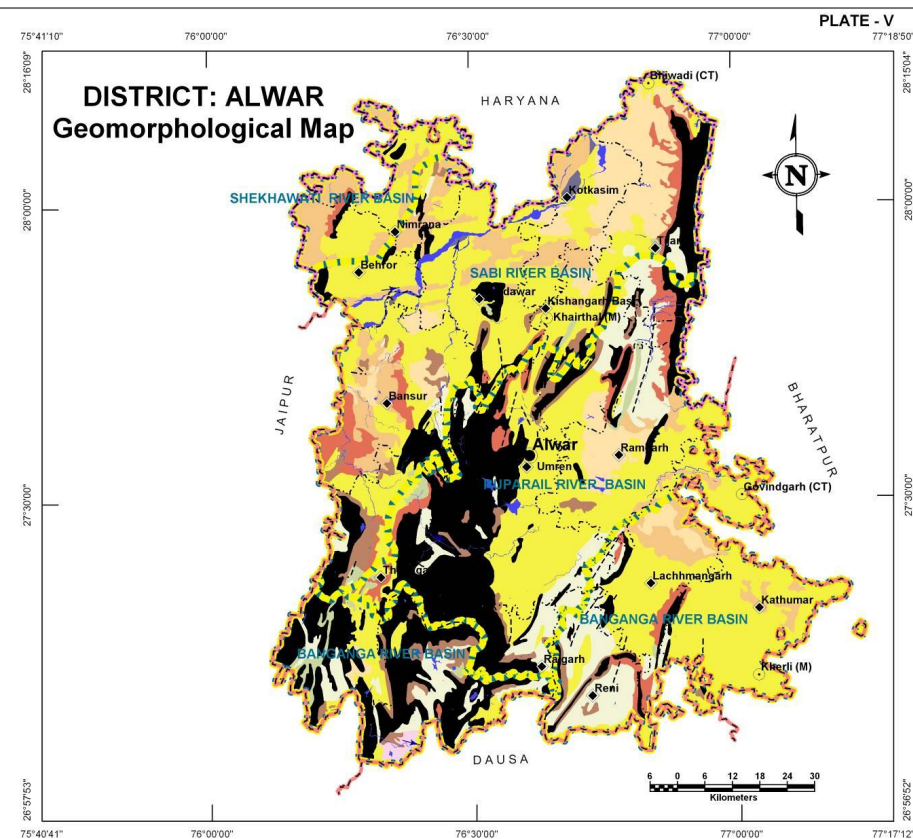 PLATE - V
75°41'10"
76°00'00"
76°30'00"
77°00'00"
77°18'50"
28°16'09"
28°15'04"
DISTRICT: ALWAR
Geomorphological Map
HARYANA
Bhiwadi (CT)
N
Kotkasim
SHEKHAWATI RIVER BASIN
28°00'00"
28°00'00"
Nimrana
Behror
SABI RIVER BASIN
Kishangarh Bas
Khairthal (M)
JAIPUR
Bansur
BHARATPUR
Alwar
Umren
Ramgarh
RUPARAIL RIVER BASIN
Govindgarh (CT)
27°30'00"
27°30'00"
Lachhmangarh
Kathumar
BANGANGA RIVER BASIN
BANGANGA RIVER BASIN
Rajgarh
Kherli (M)
Reni
DAUSA
6 0 6 12 18 24 30
Kilometers
26°57'53"
26°56'52"
75°40'41"
76°00'00"
76°30'00"
77°00'00"
77°17'12"